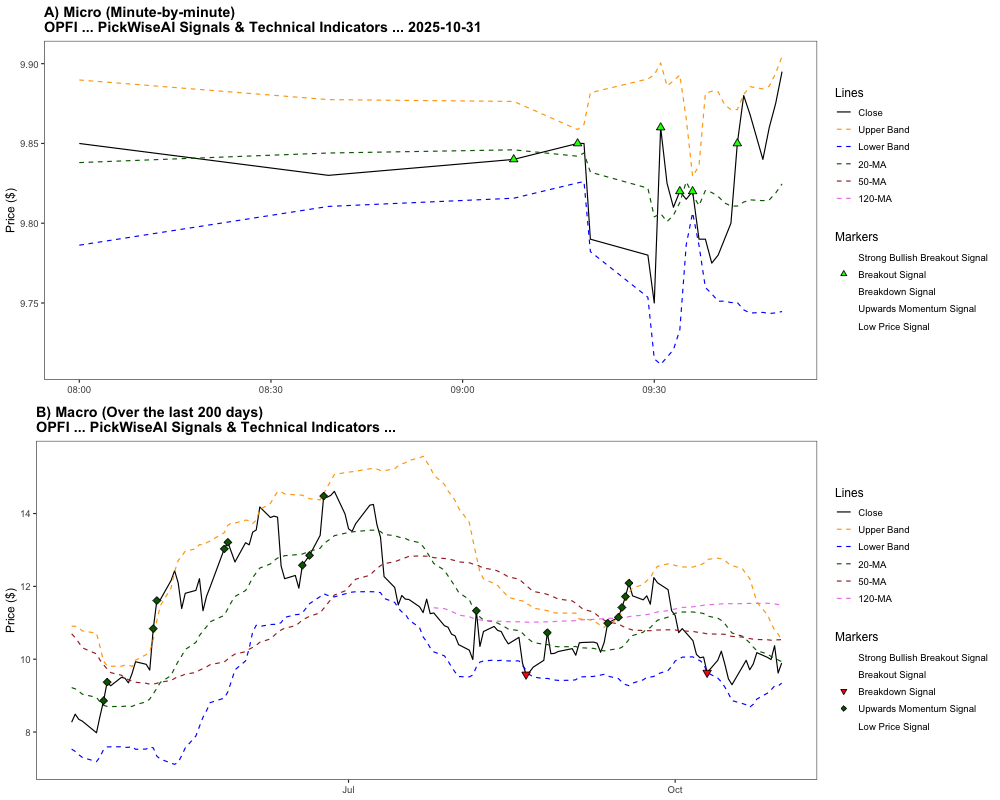 A) Micro (Minute-by-minute)
OPFI ... PickWiseAI Signals & Technical Indicators ... 2025-10-31
Price ($)
9.90
9.85
9.80
9.75
08:00
08:30
09:00
09:30
Lines
Close
Upper Band
Lower Band
20-MA
50-MA
120-MA
Markers
Strong Bullish Breakout Signal
Breakout Signal
Breakdown Signal
Upwards Momentum Signal
Low Price Signal
B) Macro (Over the last 200 days)
OPFI ... PickWiseAI Signals & Technical Indicators ...
Price ($)
14
12
10
8
Jul
Oct
Lines
Close
Upper Band
Lower Band
20-MA
50-MA
120-MA
Markers
Strong Bullish Breakout Signal
Breakout Signal
Breakdown Signal
Upwards Momentum Signal
Low Price Signal